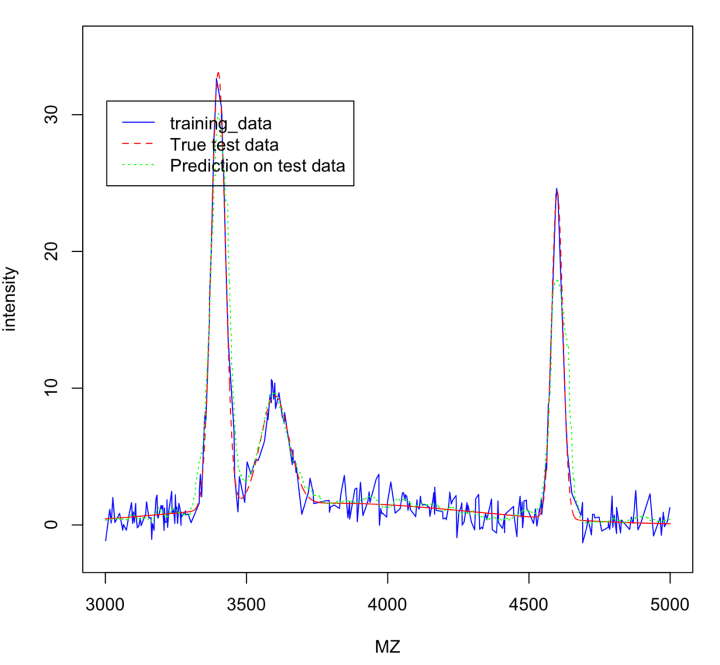 training_data
True test data
Prediction on test data
intensity
30
20
10
0
3000 3500 4000 4500 5000
MZ